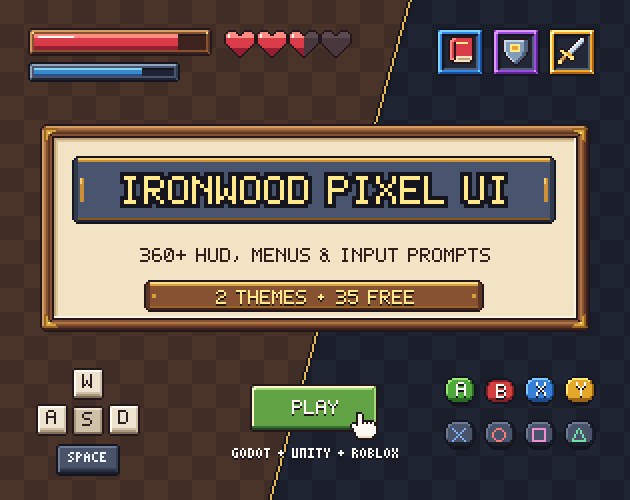 IRONWOOD PIXEL UI
360+ HUD, MENUS & INPUT PROMPTS
2 THEMES + 35 FREE
W
A S D
SPACE
PLAY
GODOT + UNITY + ROBLOX
A B X Y